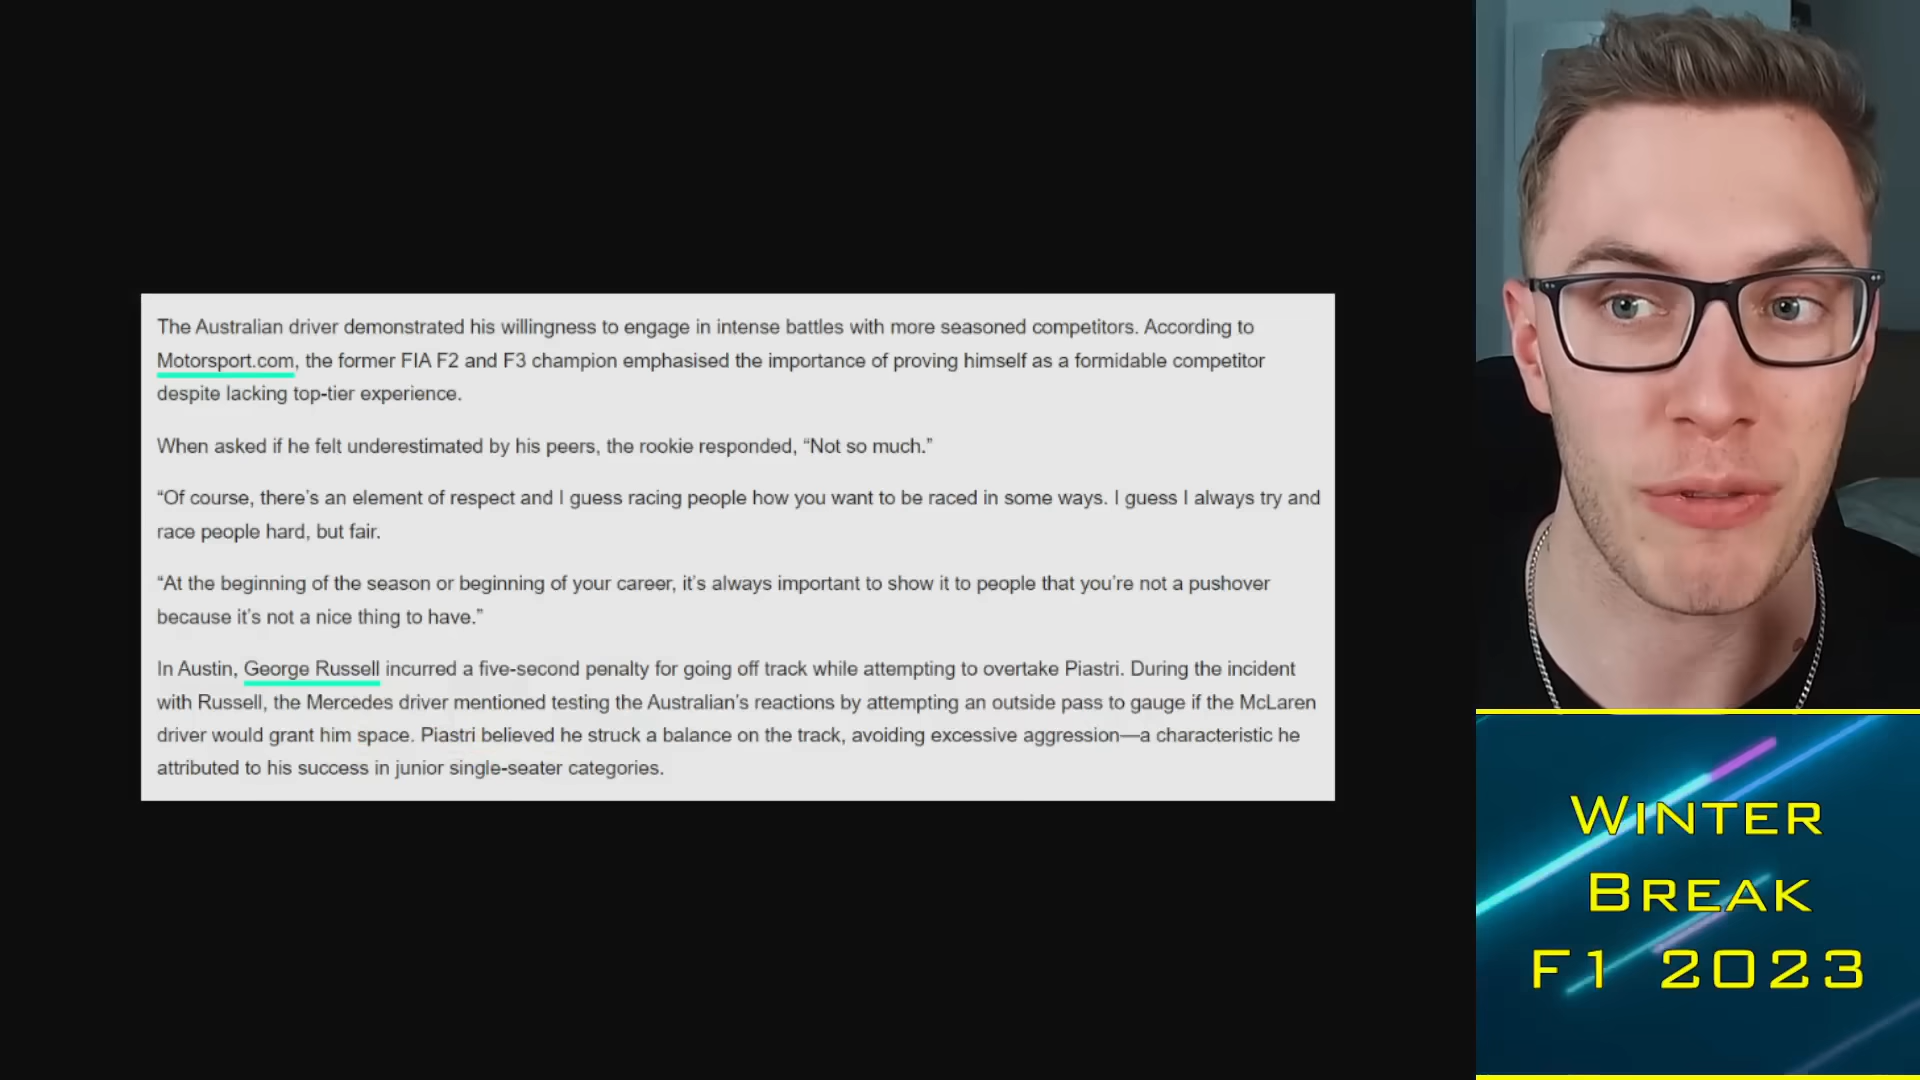 The Australian driver demonstrated his willingness to engage in intense battles with more seasoned competitors. According to
Motorsport.com, the former FIA F2 and F3 champion emphasised the importance of proving himself as a formidable competitor
despite lacking top-tier experience.
When asked if he felt underestimated by his peers, the rookie responded, “Not so much.”
“Of course, there’s an element of respect and I guess racing people how you want to be raced in some ways. I guess I always try and
race people hard, but fair.
“At the beginning of the season or beginning of your career, it’s always important to show it to people that you’re not a pushover
because it’s not a nice thing to have.”
In Austin, George Russell incurred a five-second penalty for going off track while attempting to overtake Piastri. During the incident
with Russell, the Mercedes driver mentioned testing the Australian’s reactions by attempting an outside pass to gauge if the McLaren
driver would grant him space. Piastri believed he struck a balance on the track, avoiding excessive aggression—a characteristic he
attributed to his success in junior single-seater categories.
Winter
Break
F1 2023